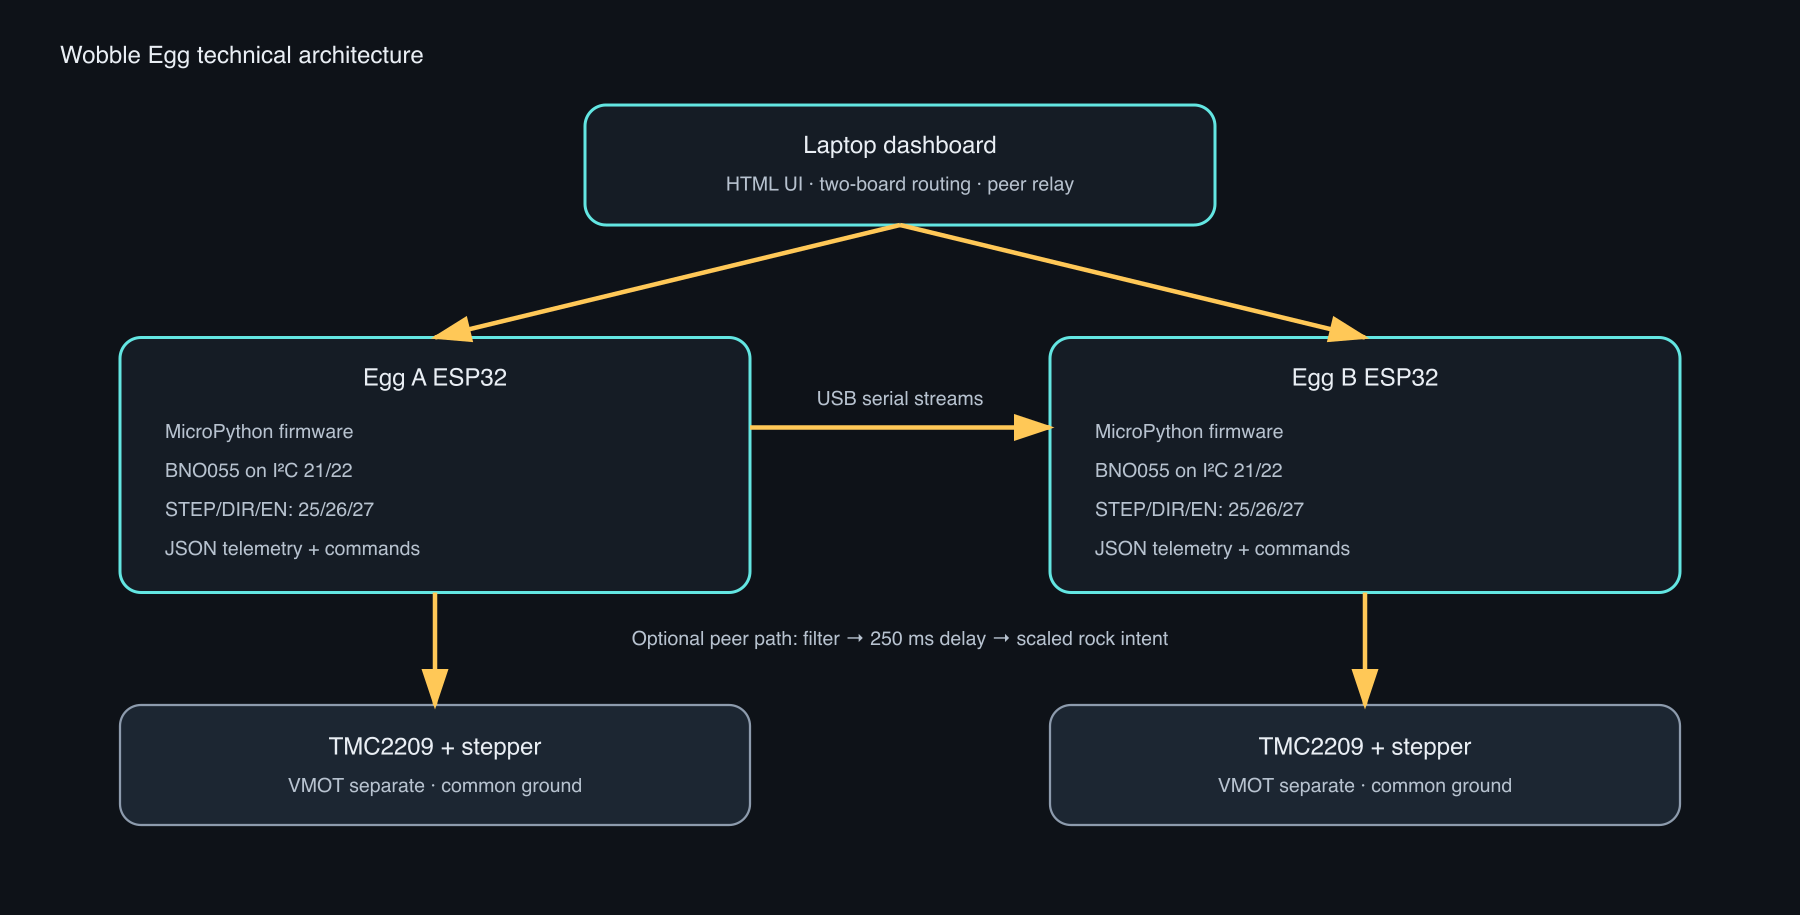 Wobble Egg technical architecture
Laptop dashboard
HTML UI · two-board routing · peer relay
Egg A ESP32
MicroPython firmware
BNO055 on I²C 21/22
STEP/DIR/EN: 25/26/27
JSON telemetry + commands
USB serial streams
Egg B ESP32
MicroPython firmware
BNO055 on I²C 21/22
STEP/DIR/EN: 25/26/27
JSON telemetry + commands
Optional peer path: filter → 250 ms delay → scaled rock intent
TMC2209 + stepper
VMOT separate · common ground
TMC2209 + stepper
VMOT separate · common ground